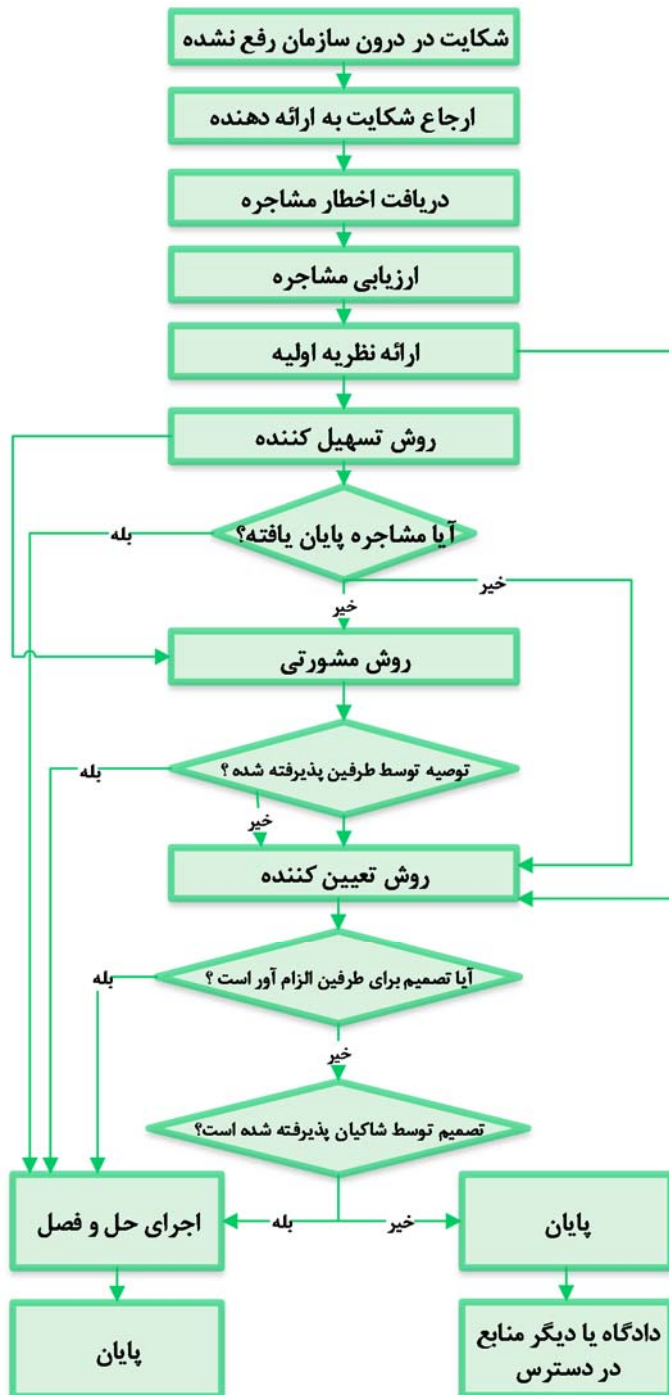 شکایت در درون سازمان رفع نشده
ارجاع شکایت به ارائه دهنده
دریافت اخطار مشاجره
ارزیابی مشاجره
ارائه نظریه اولیه
روش تسهیل کننده
آیا مشاجره پایان یافته؟
بله
خیر
خیر
روش مشورتی
توصیه توسط طرفین پذیرفته شده؟
بله
خیر
روش تعیین کننده
آیا تصمیم برای طرفین الزام آور است؟
بله
خیر
تصمیم توسط شاکیان پذیرفته شده است؟
خیر
بله
پایان
اجرای حل و فصل
دادگاه یا دیگر منابع
در دسترس
پایان